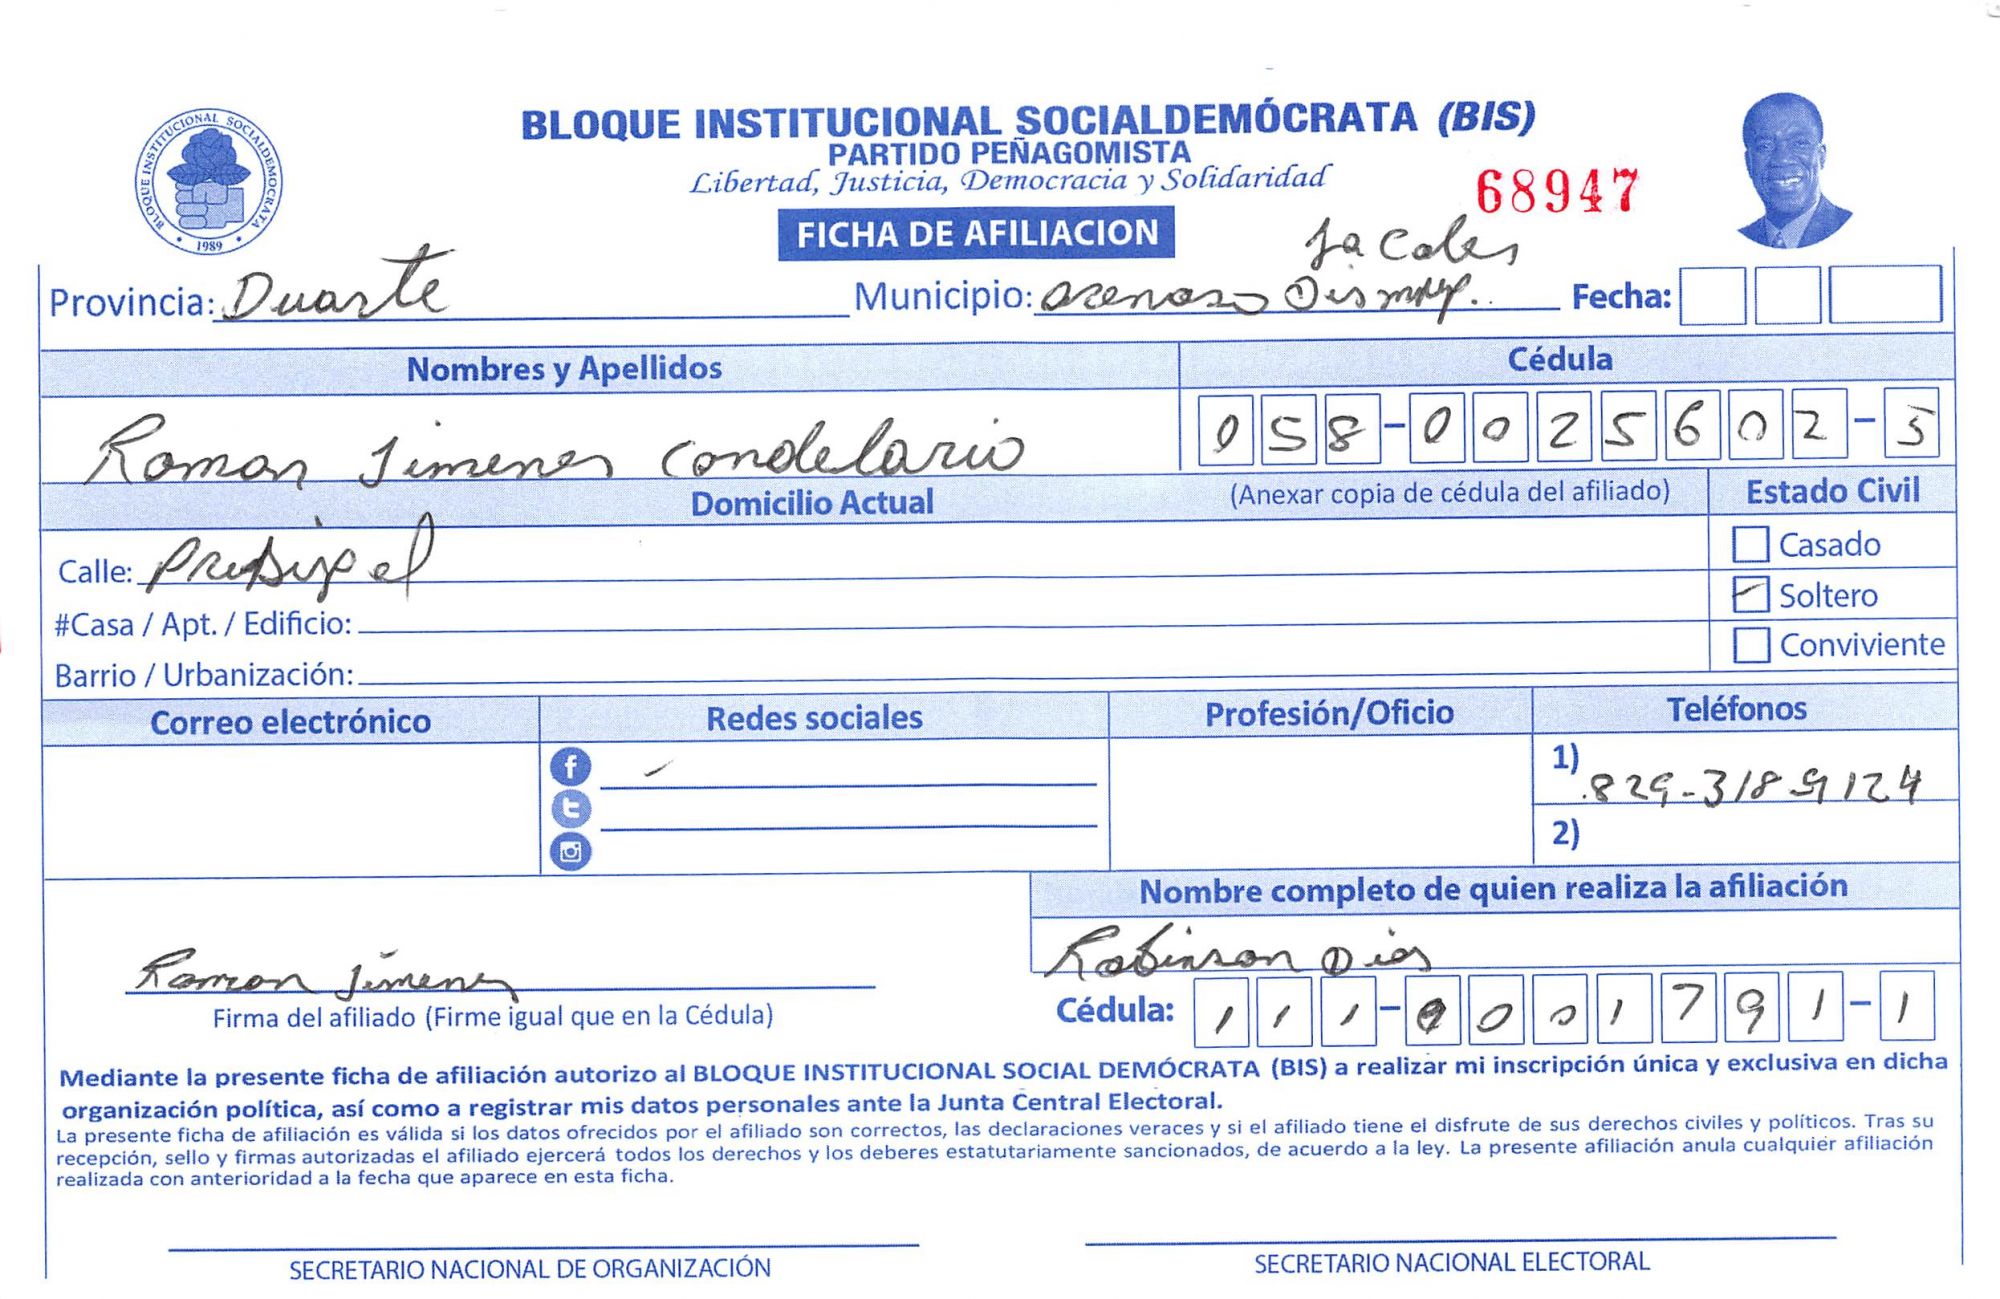 BLOQUE INSTITUCIONAL SOCIALDEMÓCRATA (BIS)
PARTIDO PEÑAGOMISTA
Libertad, Justicia, Democracia y Solidaridad
68947
BLOQUE INSTITUCIONAL SOCIALDEMOCRATA
1989
FICHA DE AFILIACION
Provincia: Duarte Municipio: arenoso Fecha:
Nombres y Apellidos Cédula
Ramon Jimenes Candelario 058-0025602-5
Domicilio Actual (Anexar copia de cédula del afiliado) Estado Civil
Calle:
Casado
#Casa / Apt. / Edificio:
Soltero
Barrio / Urbanización:
Conviviente
Correo electrónico Redes sociales Profesión/Oficio Teléfonos
1) 829-3189124
2)
Nombre completo de quien realiza la afiliación
Robinson Dias
Ramon Jimenes
Firma del afiliado (Firme igual que en la Cédula)
Cédula: 111-0001791-1
Mediante la presente ficha de afiliación autorizo al BLOQUE INSTITUCIONAL SOCIAL DEMÓCRATA (BIS) a realizar mi inscripción única y exclusiva en dicha
organización política, así como a registrar mis datos personales ante la Junta Central Electoral.
La presente ficha de afiliación es válida si los datos ofrecidos por el afiliado son correctos, las declaraciones veraces y si el afiliado tiene el disfrute de sus derechos civiles y políticos. Tras su
recepción, sello y firmas autorizadas el afiliado ejercerá todos los derechos y los deberes estatutariamente sancionados, de acuerdo a la ley. La presente afiliación anula cualquier afiliación
realizada con anterioridad a la fecha que aparece en esta ficha.
SECRETARIO NACIONAL DE ORGANIZACIÓN SECRETARIO NACIONAL ELECTORAL